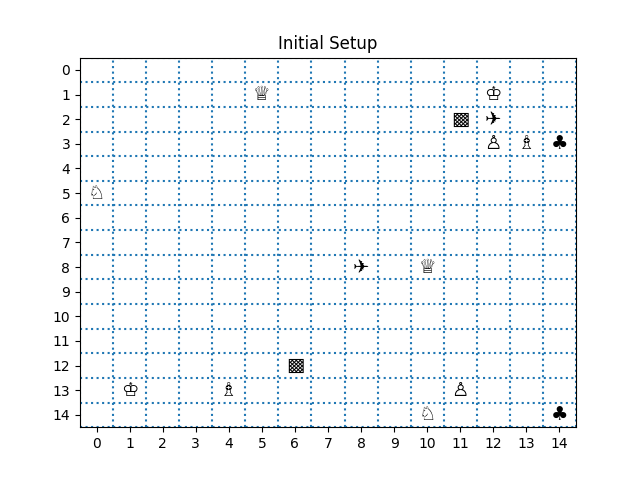 Initial Setup
0
1 ♕ ♔
2 ▩ ✈
3 ♙ ♗ ♣
4
5 ♘
6
7
8 ✈ ♕
9
10
11
12 ▩
13 ♔ ♗ ♙
14 ♘ ♣
0 1 2 3 4 5 6 7 8 9 10 11 12 13 14